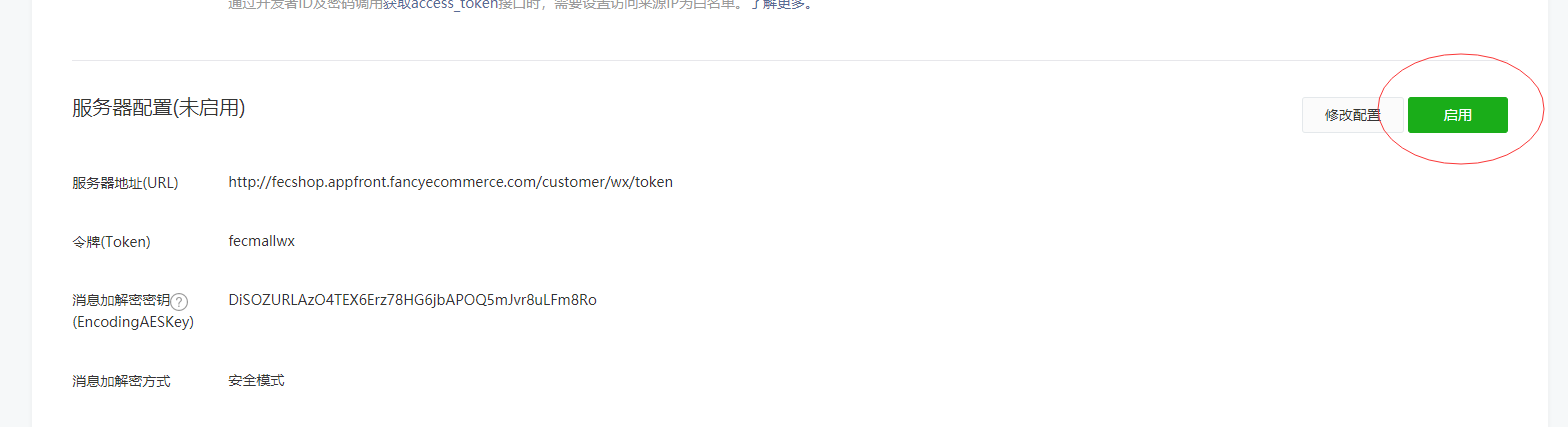 通过开发者ID及密码调用获取access_token接口时，需要设置访问来源IP为白名单。了解更多。
服务器配置(未启用)
修改配置
启用
服务器地址(URL)
http://fecshop.appfront.fancyecommerce.com/customer/wx/token
令牌(Token)
fecmallwx
消息加解密密钥?
(EncodingAESKey)
DiSOZURLAzO4TEX6Erz78HG6jbAPOQ5mJvr8uLFm8Ro
消息加解密方式
安全模式